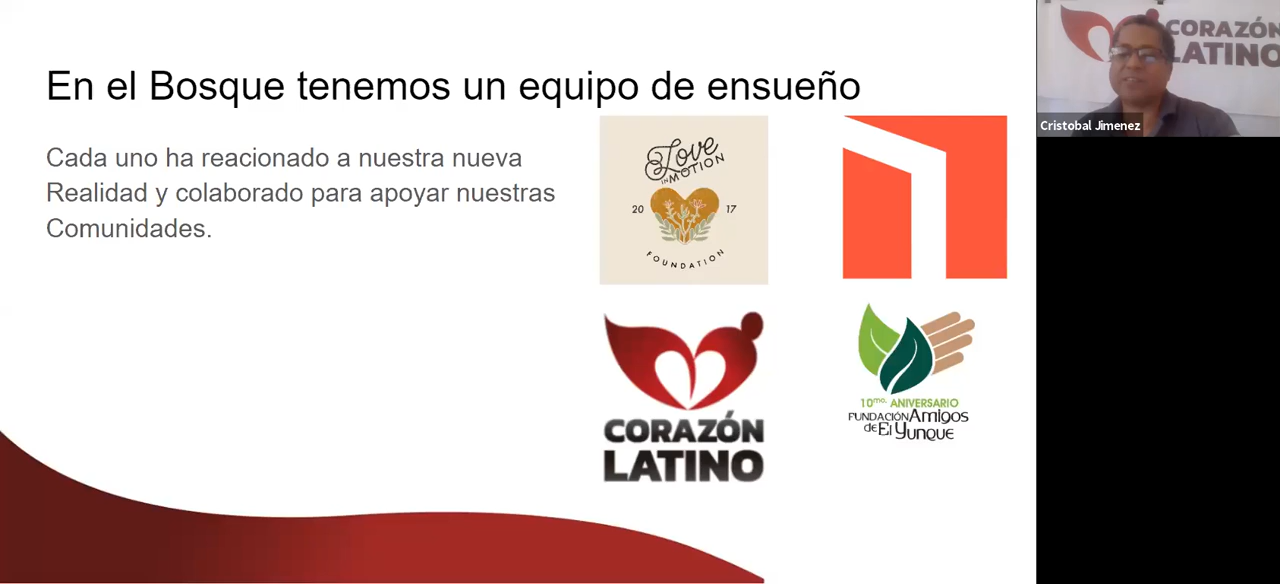 En el Bosque tenemos un equipo de ensueño
Cada uno ha reacionado a nuestra nueva
Realidad y colaborado para apoyar nuestras
Comunidades.
Love
IN MOTION
20 17
FOUNDATION
CORAZÓN
LATINO
10mo. ANIVERSARIO
FUNDACIÓN Amigos
de El Yunque
CORAZÓN
LATINO
Cristobal Jimenez